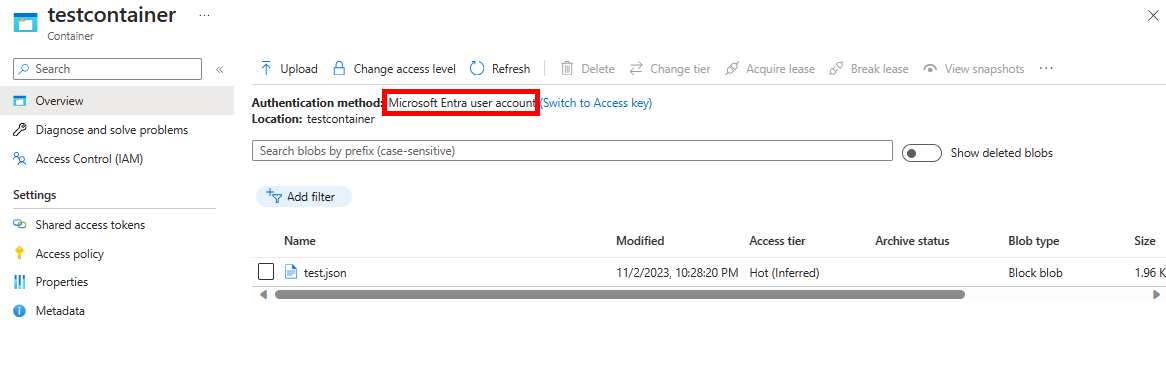 testcontainer ...
Container
Search «
Overview
Diagnose and solve problems
Access Control (IAM)
Settings
Shared access tokens
Access policy
Properties
Metadata
Upload Change access level Refresh Delete Change tier Acquire lease Break lease View snapshots ...
Authentication method: Microsoft Entra user account (Switch to Access key)
Location: testcontainer
Search blobs by prefix (case-sensitive) Show deleted blobs
Add filter
Name Modified Access tier Archive status Blob type Size
test.json 11/2/2023, 10:28:20 PM Hot (Inferred) Block blob 1.96 K